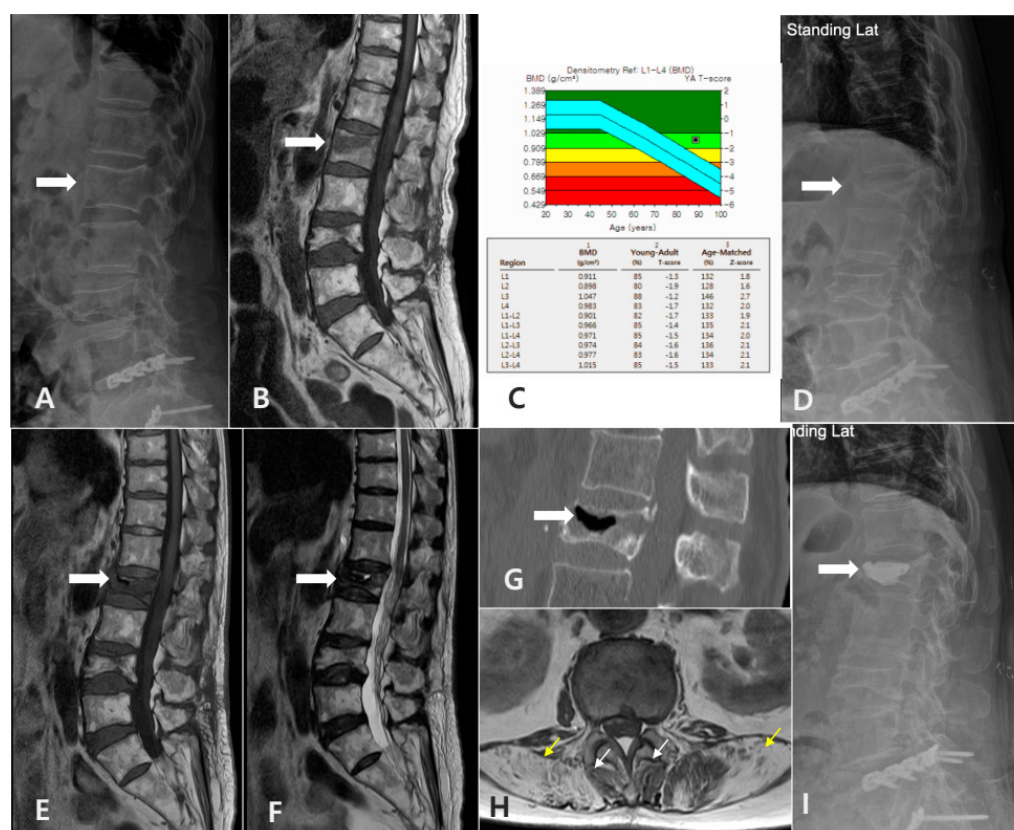 A
B
Densitometry Ref: L1-L4 (BMD)
BMD (g/cm²) YA T-score
1.389 2
1.269 1
1.149 0
1.029 -1
0.909 -2
0.789 -3
0.669 -4
0.549 -5
0.429 -6
20 30 40 50 60 70 80 90 100
Age (years)
1 2 3
BMD Young-Adult Age-Matched
Region (g/cm²) (%) T-score (%) Z-score
L1 0.911 85 -1.3 132 1.8
L2 0.898 80 -1.9 128 1.6
L3 1.047 88 -1.2 146 2.7
L4 0.983 83 -1.7 132 2.0
L1-L2 0.901 82 -1.7 133 1.9
L1-L3 0.966 85 -1.4 135 2.1
L1-L4 0.971 85 -1.5 134 2.0
L2-L3 0.974 84 -1.6 136 2.1
L2-L4 0.977 83 -1.6 134 2.1
L3-L4 1.015 85 -1.5 133 2.1
C
Standing Lat
D
E
F
G
H
nding Lat
I